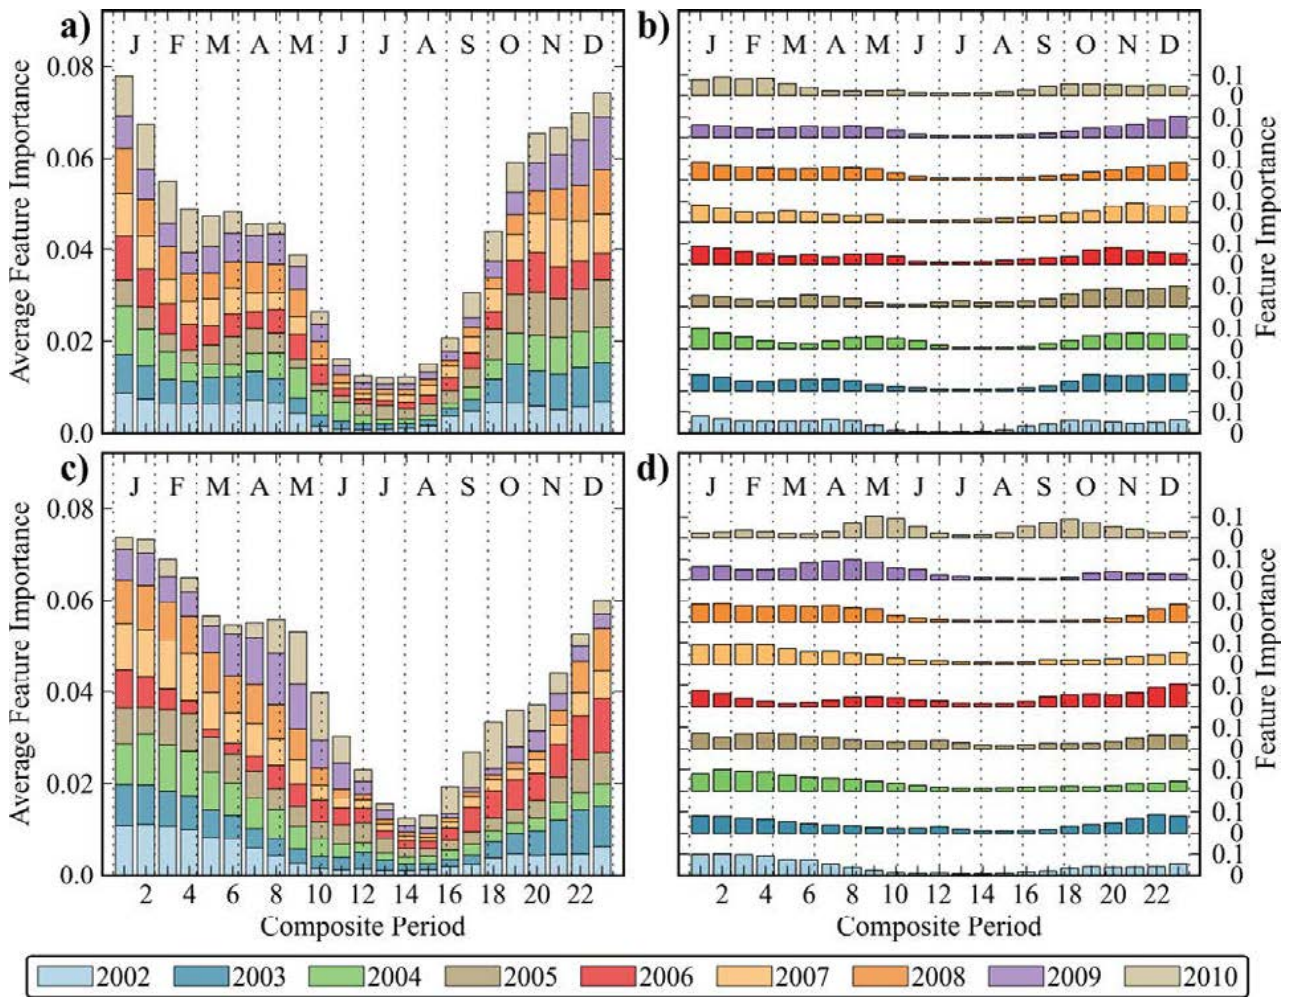 a)
J F M A M J J A S O N D
0.08
0.06
0.04
0.02
0.0
Average Feature Importance
b)
J F M A M J J A S O N D
0.1
0
0.1
0
0.1
0
0.1
0
0.1
0
0.1
0
0.1
0
0.1
0
0.1
0
Feature Importance
c)
J F M A M J J A S O N D
0.08
0.06
0.04
0.02
0.0
Average Feature Importance
2 4 6 8 10 12 14 16 18 20 22
Composite Period
d)
J F M A M J J A S O N D
0.1
0
0.1
0
0.1
0
0.1
0
0.1
0
0.1
0
0.1
0
0.1
0
0.1
0
Feature Importance
2 4 6 8 10 12 14 16 18 20 22
Composite Period
2002 2003 2004 2005 2006 2007 2008 2009 2010